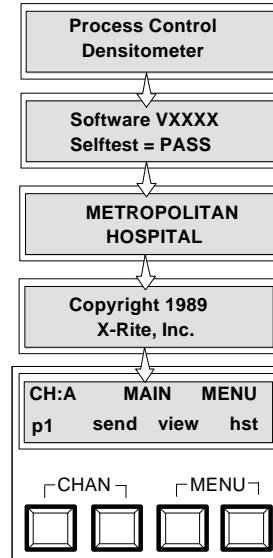 Process Control
Densitometer
Software VXXXX
Selftest = PASS
METROPOLITAN
HOSPITAL
Copyright 1989
X-Rite, Inc.
CH:A MAIN MENU
p1 send view hst
CHAN MENU